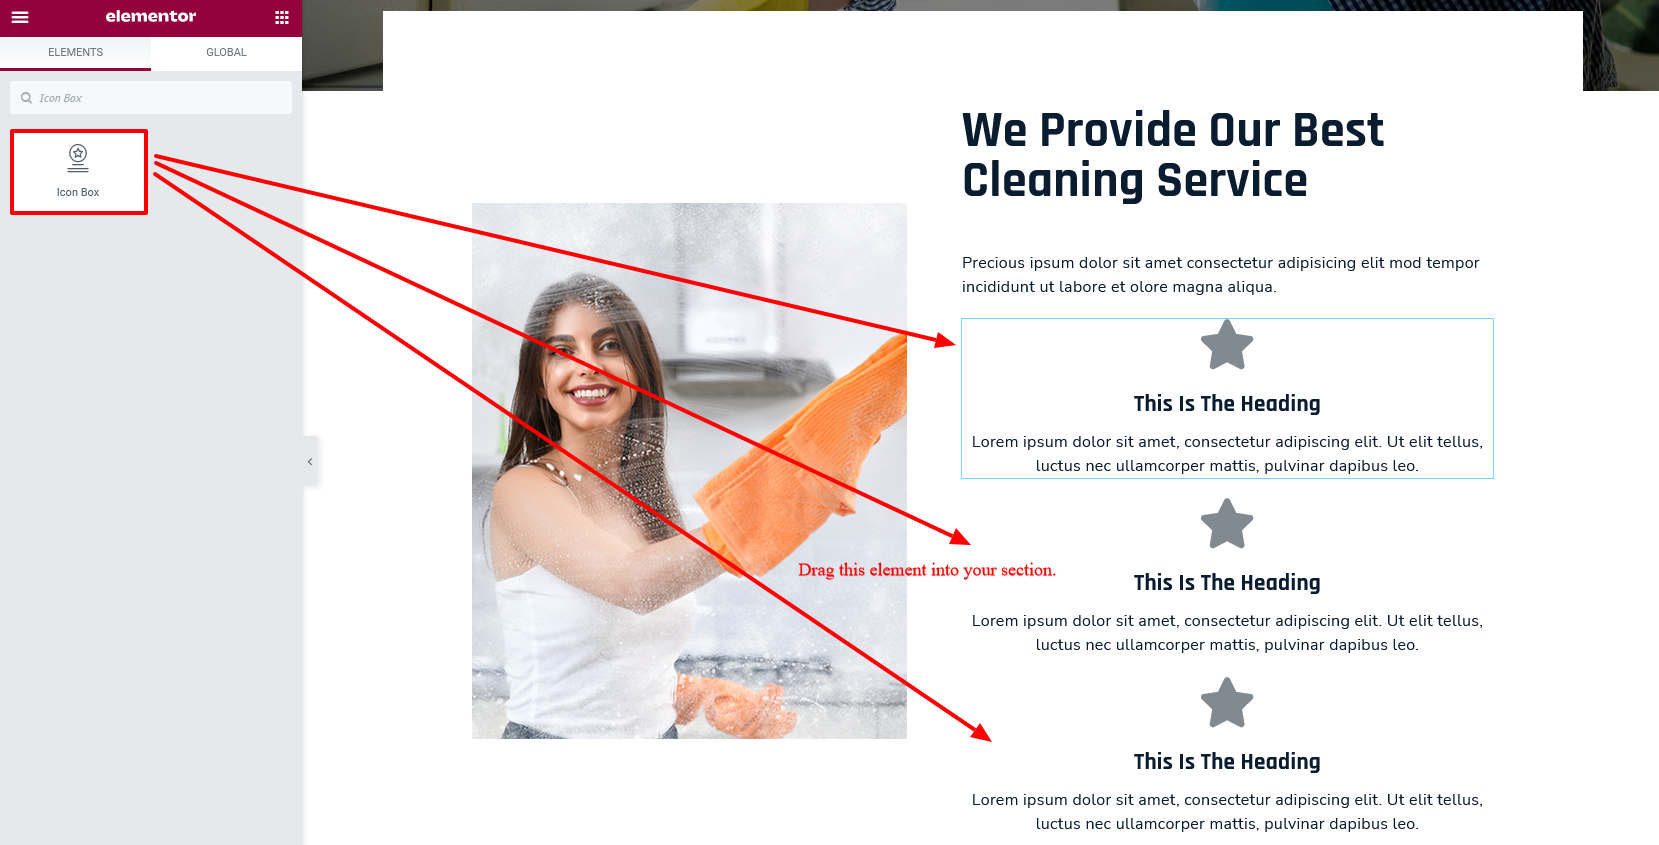 elementor
ELEMENTS
GLOBAL
Icon Box
Icon Box
We Provide Our Best
Cleaning Service
Precious ipsum dolor sit amet consectetur adipisicing elit mod tempor
incididunt ut labore et olore magna aliqua.
This Is The Heading
Lorem ipsum dolor sit amet, consectetur adipiscing elit. Ut elit tellus,
luctus nec ullamcorper mattis, pulvinar dapibus leo.
Drag this element into your section.
This Is The Heading
Lorem ipsum dolor sit amet, consectetur adipiscing elit. Ut elit tellus,
luctus nec ullamcorper mattis, pulvinar dapibus leo.
This Is The Heading
Lorem ipsum dolor sit amet, consectetur adipiscing elit. Ut elit tellus,
luctus nec ullamcorper mattis, pulvinar dapibus leo.